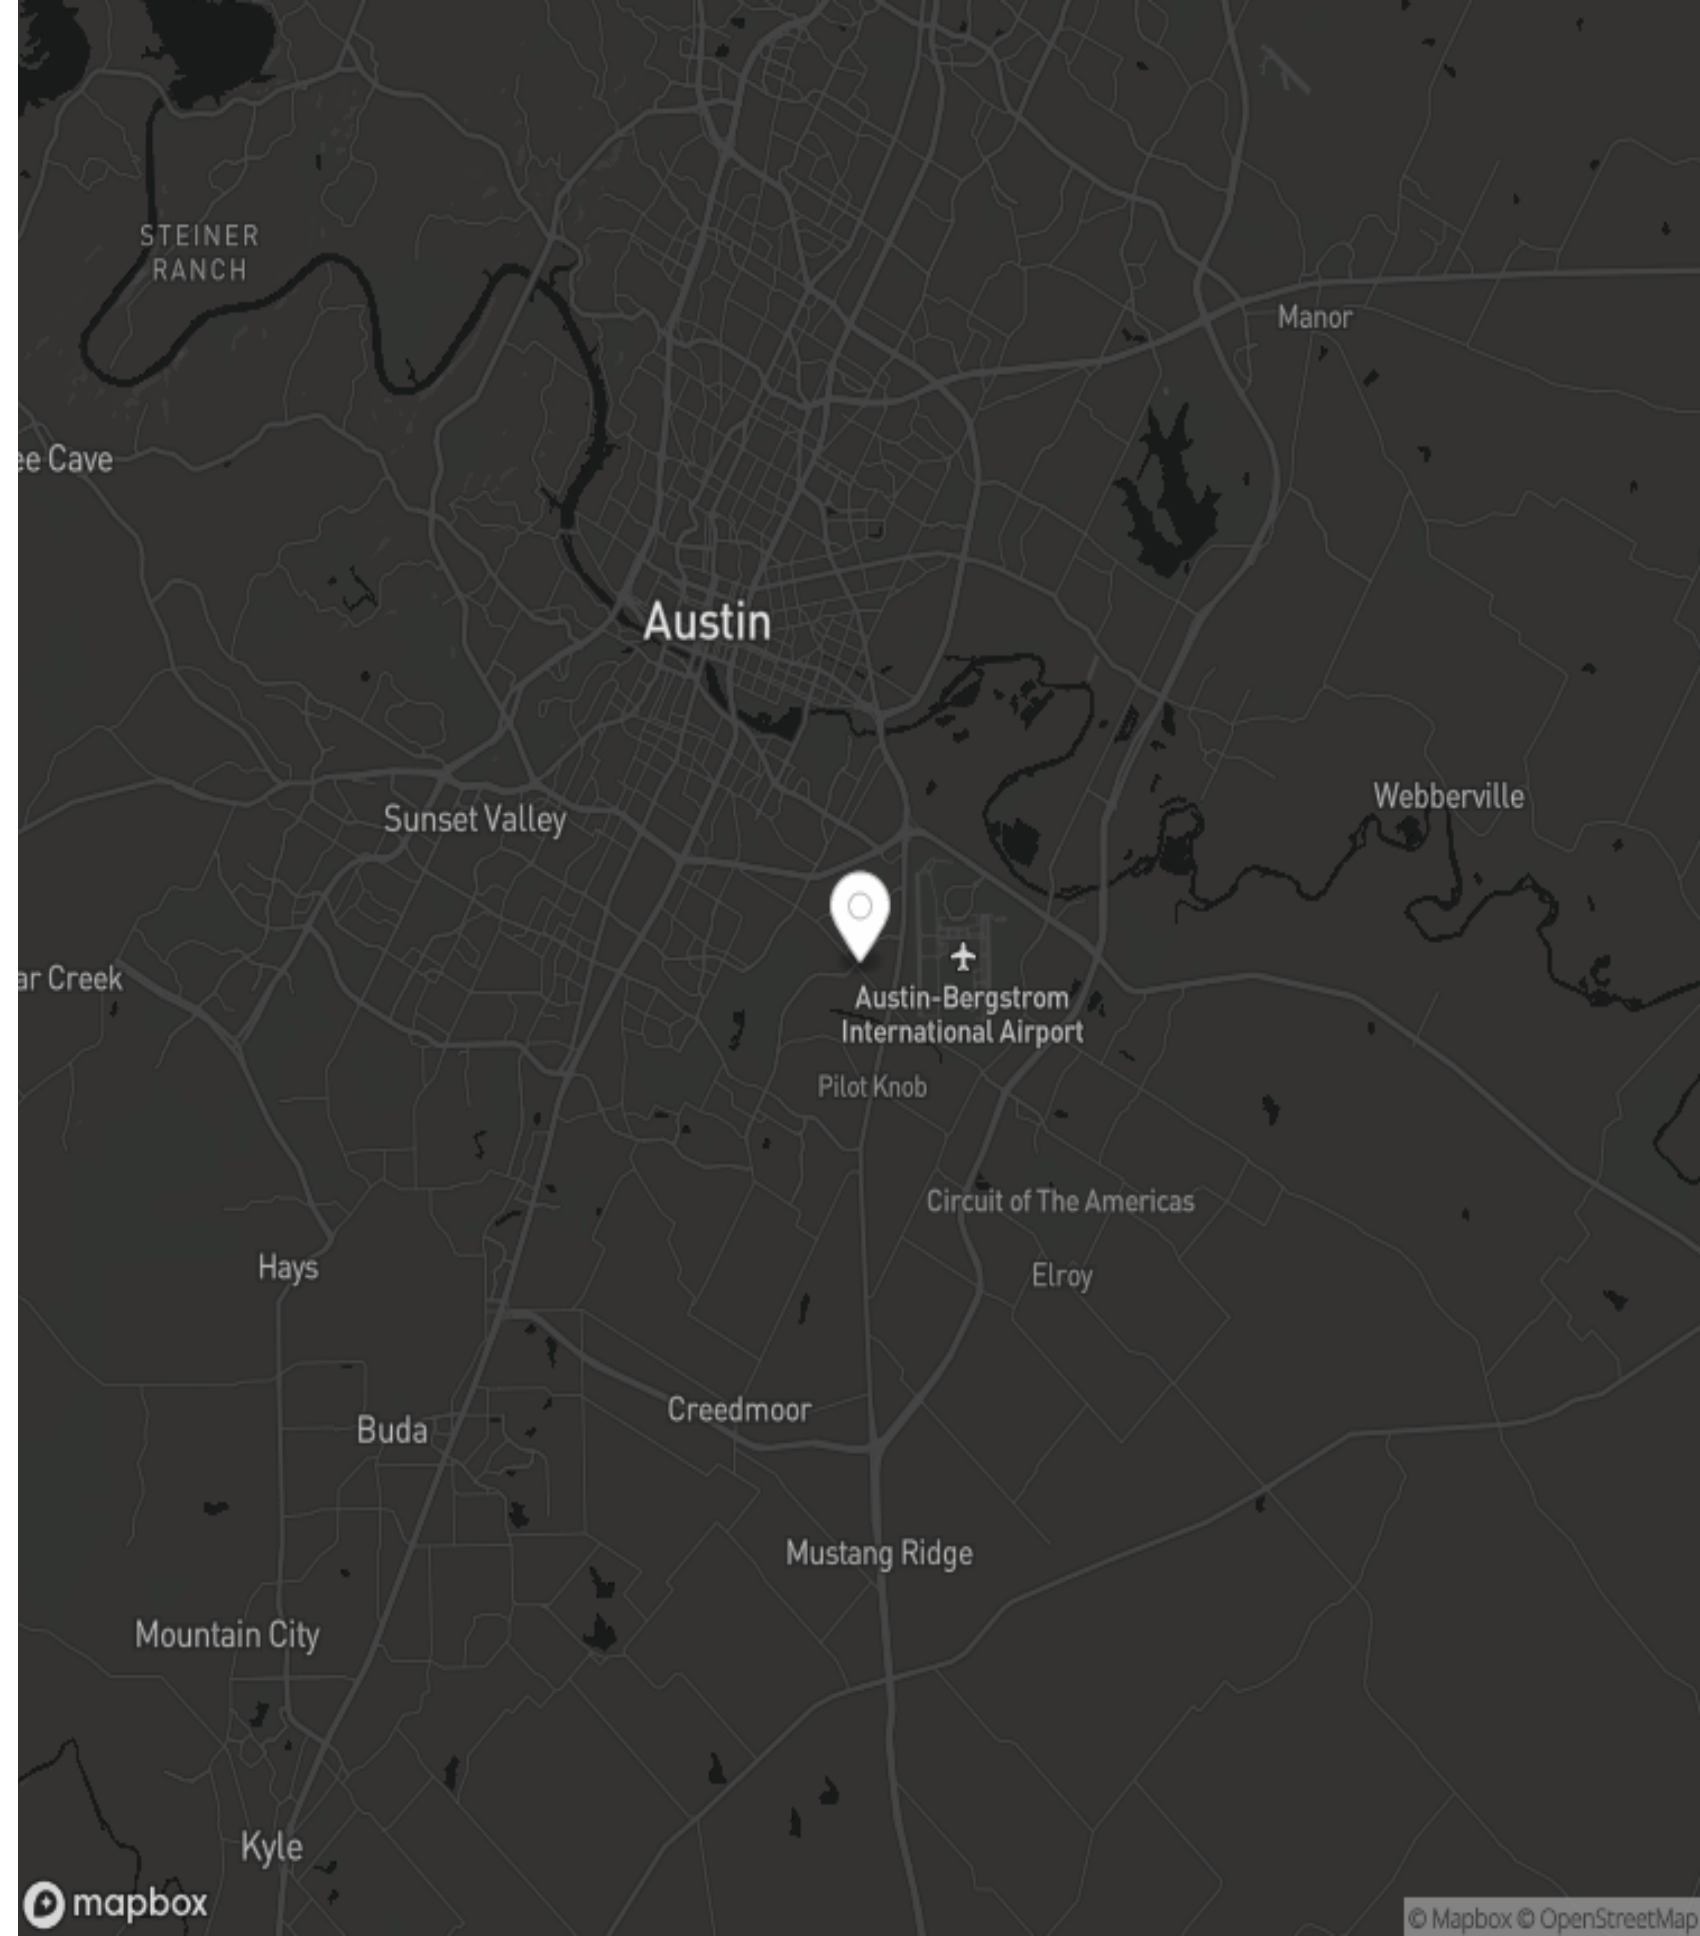 STEINER
RANCH
Manor
ee Cave
Austin
Webberville
Sunset Valley
ar Creek
Austin-Bergstrom
International Airport
Pilot Knob
Circuit of The Americas
Hays
Elroy
Creedmoor
Buda
Mustang Ridge
Mountain City
Kyle
mapbox
© Mapbox © OpenStreetMap